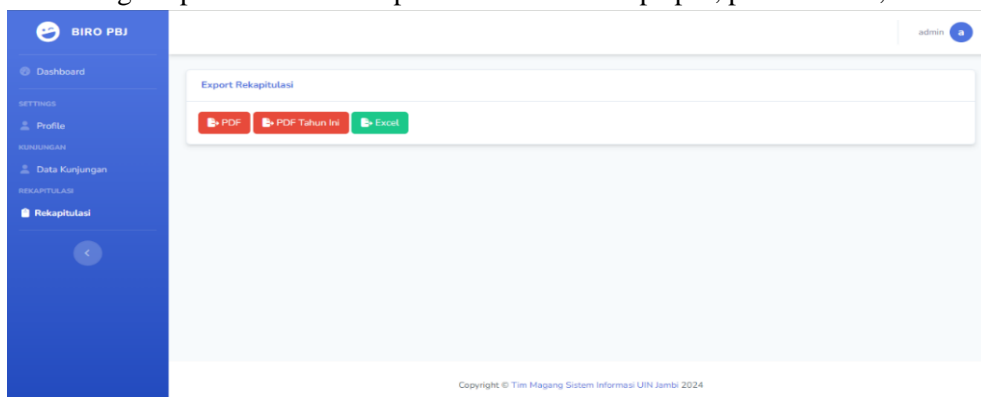 BIRO PBJ
admin a
Dashboard
SETTINGS
Profile
KUNJUNGAN
Data Kunjungan
REKAPITULASI
Rekapitulasi
Export Rekapitulasi
PDF PDF Tahun Ini Excel
Copyright © Tim Magang Sistem Informasi UIN Jambi 2024